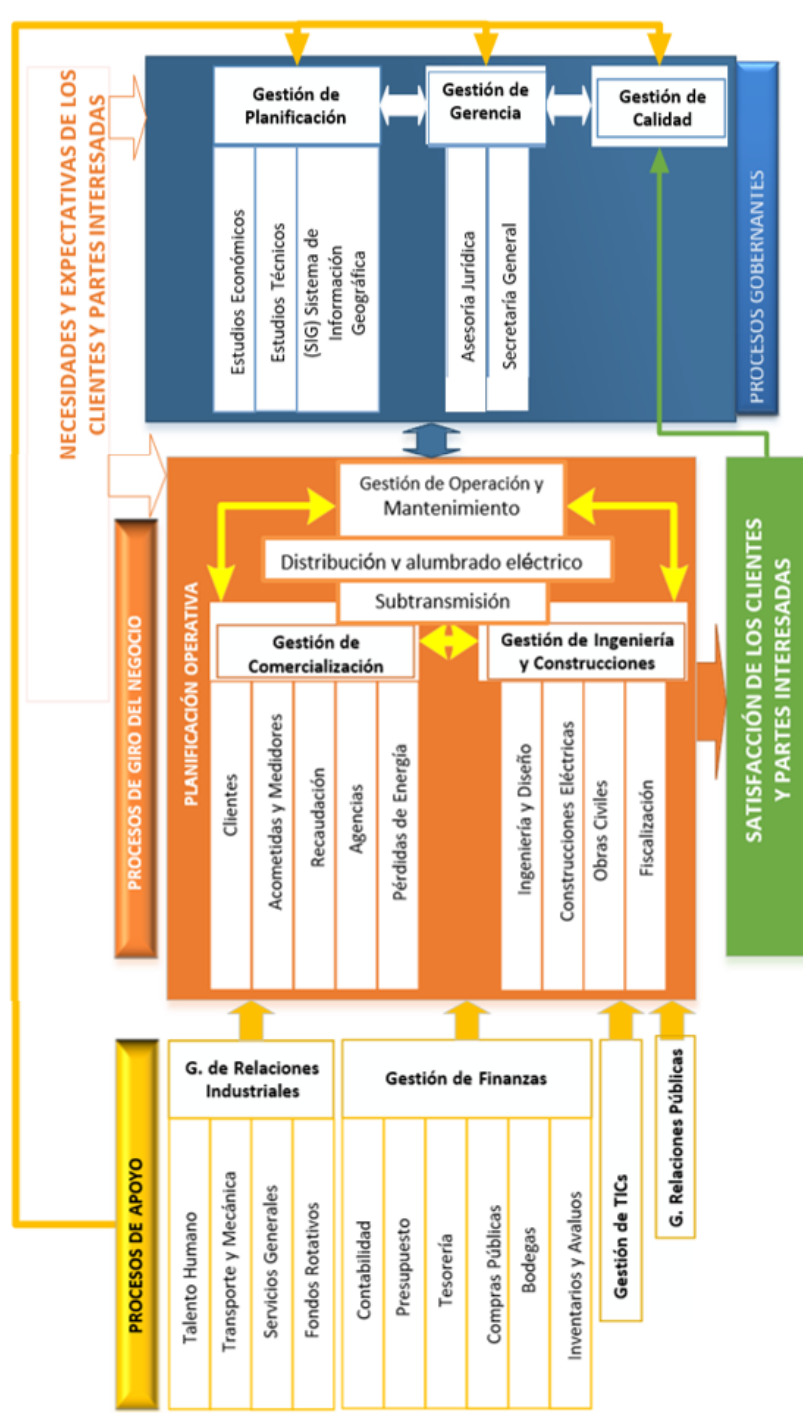 NECESIDADES Y EXPECTATIVAS DE LOS
CLIENTES Y PARTES INTERESADAS
Gestión de
Planificación
Estudios Económicos
Estudios Técnicos
(SIG) Sistema de
Información
Geográfica
Gestión de
Gerencia
Asesoría Jurídica
Secretaría General
Gestión de
Calidad
PROCESOS GOBERNANTES
PROCESOS DE GIRO DEL NEGOCIO
PLANIFICACIÓN OPERATIVA
Gestión de Operación y
Mantenimiento
Distribución y alumbrado eléctrico
Subtransmisión
Gestión de
Comercialización
Clientes
Acometidas y Medidores
Recaudación
Agencias
Pérdidas de Energía
Gestión de Ingeniería
y Construcciones
Ingeniería y Diseño
Construcciones Eléctricas
Obras Civiles
Fiscalización
SATISFACCIÓN DE LOS CLIENTES
Y PARTES INTERESADAS
PROCESOS DE APOYO
G. de Relaciones
Industriales
Talento Humano
Transporte y Mecánica
Servicios Generales
Fondos Rotativos
Gestión de Finanzas
Contabilidad
Presupuesto
Tesorería
Compras Públicas
Bodegas
Inventarios y Avaluos
Gestión de TICs
G. Relaciones Públicas